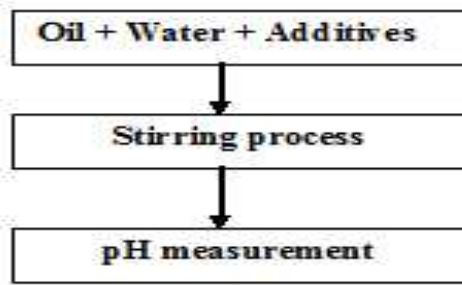 Oil + Water + Additives
Stirring process
pH measurement